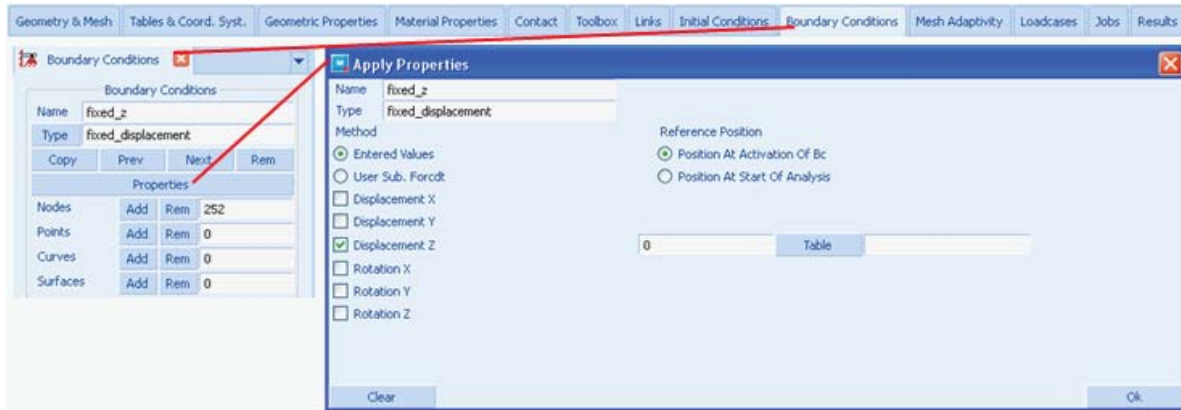 Geometry & Mesh Tables & Coord. Syst. Geometric Properties Material Properties Contact Toolbox Links Initial Conditions Boundary Conditions Mesh Adaptivity Loadcases Jobs Results
Boundary Conditions
Boundary Conditions
Name fixed_z
Type fixed_displacement
Copy Prev Next Rem
Properties
Nodes Add Rem 252
Points Add Rem 0
Curves Add Rem 0
Surfaces Add Rem 0
Apply Properties
Name fixed_z
Type fixed_displacement
Method Reference Position
Entered Values Position At Activation Of Bc
User Sub. Forcdt Position At Start Of Analysis
Displacement X
Displacement Y
Displacement Z 0 Table
Rotation X
Rotation Y
Rotation Z
Clear Ok